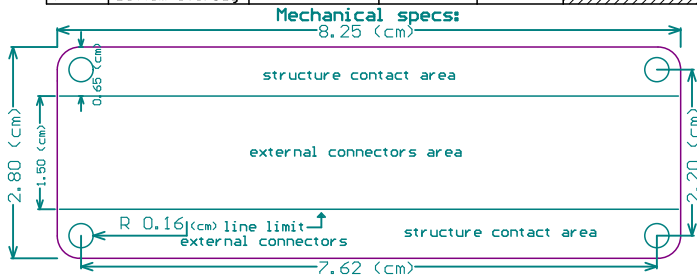 Mechanical specs:
8.25 (cm)
0.65 (cm)
structure contact area
2.80 (cm)
1.50 (cm)
external connectors area
2.20 (cm)
R 0.16 (cm) line limit
external connectors
structure contact area
7.62 (cm)